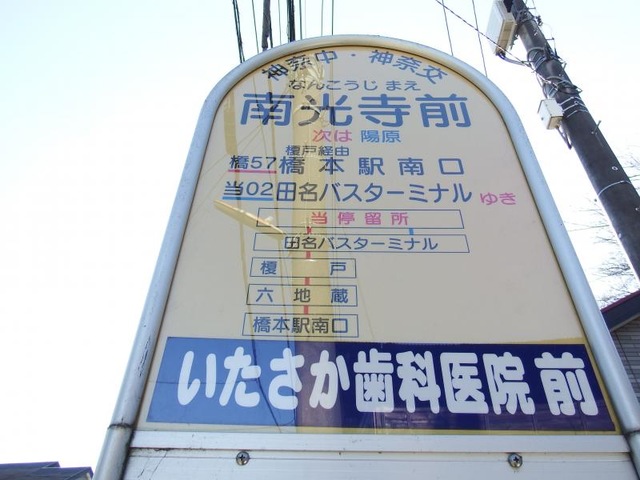 神奈中・神奈交
なんこうじ まえ
南光寺前
次は 陽原
榎戸経由
橋57 橋本駅南口
当02 田名バスターミナル ゆき
当停留所
田名バスターミナル
榎戸
六地蔵
橋本駅南口
いたさか歯科医院 前